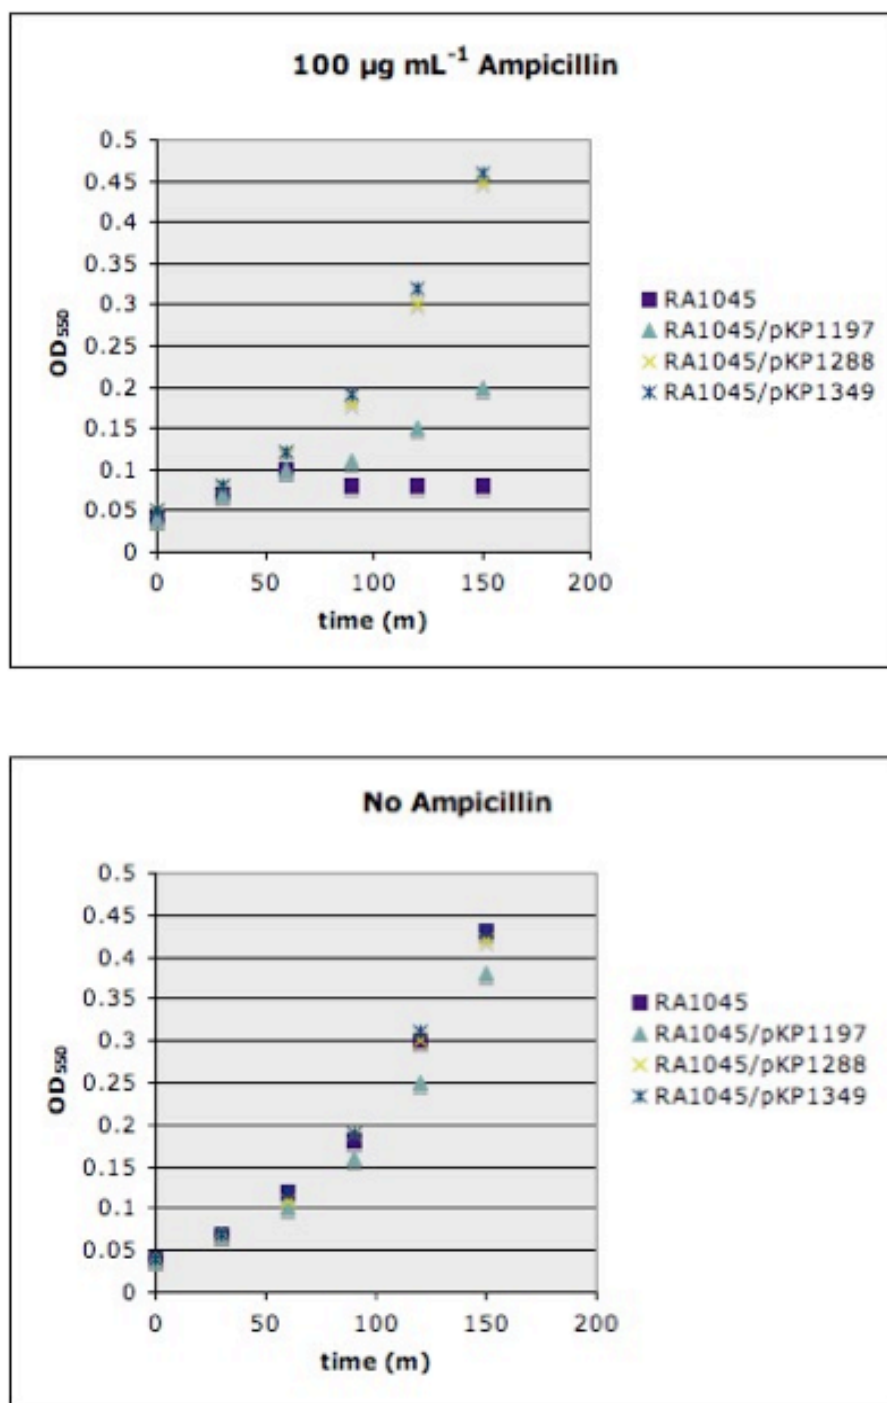 100 µg mL⁻¹ Ampicillin
0.5
0.45
0.4
0.35
0.3
0.25
0.2
0.15
0.1
0.05
0
OD₅₅₀
0 50 100 150 200
time (m)
RA1045
RA1045/pKP1197
RA1045/pKP1288
RA1045/pKP1349
No Ampicillin
0.5
0.45
0.4
0.35
0.3
0.25
0.2
0.15
0.1
0.05
0
OD₅₅₀
0 50 100 150 200
time (m)
RA1045
RA1045/pKP1197
RA1045/pKP1288
RA1045/pKP1349